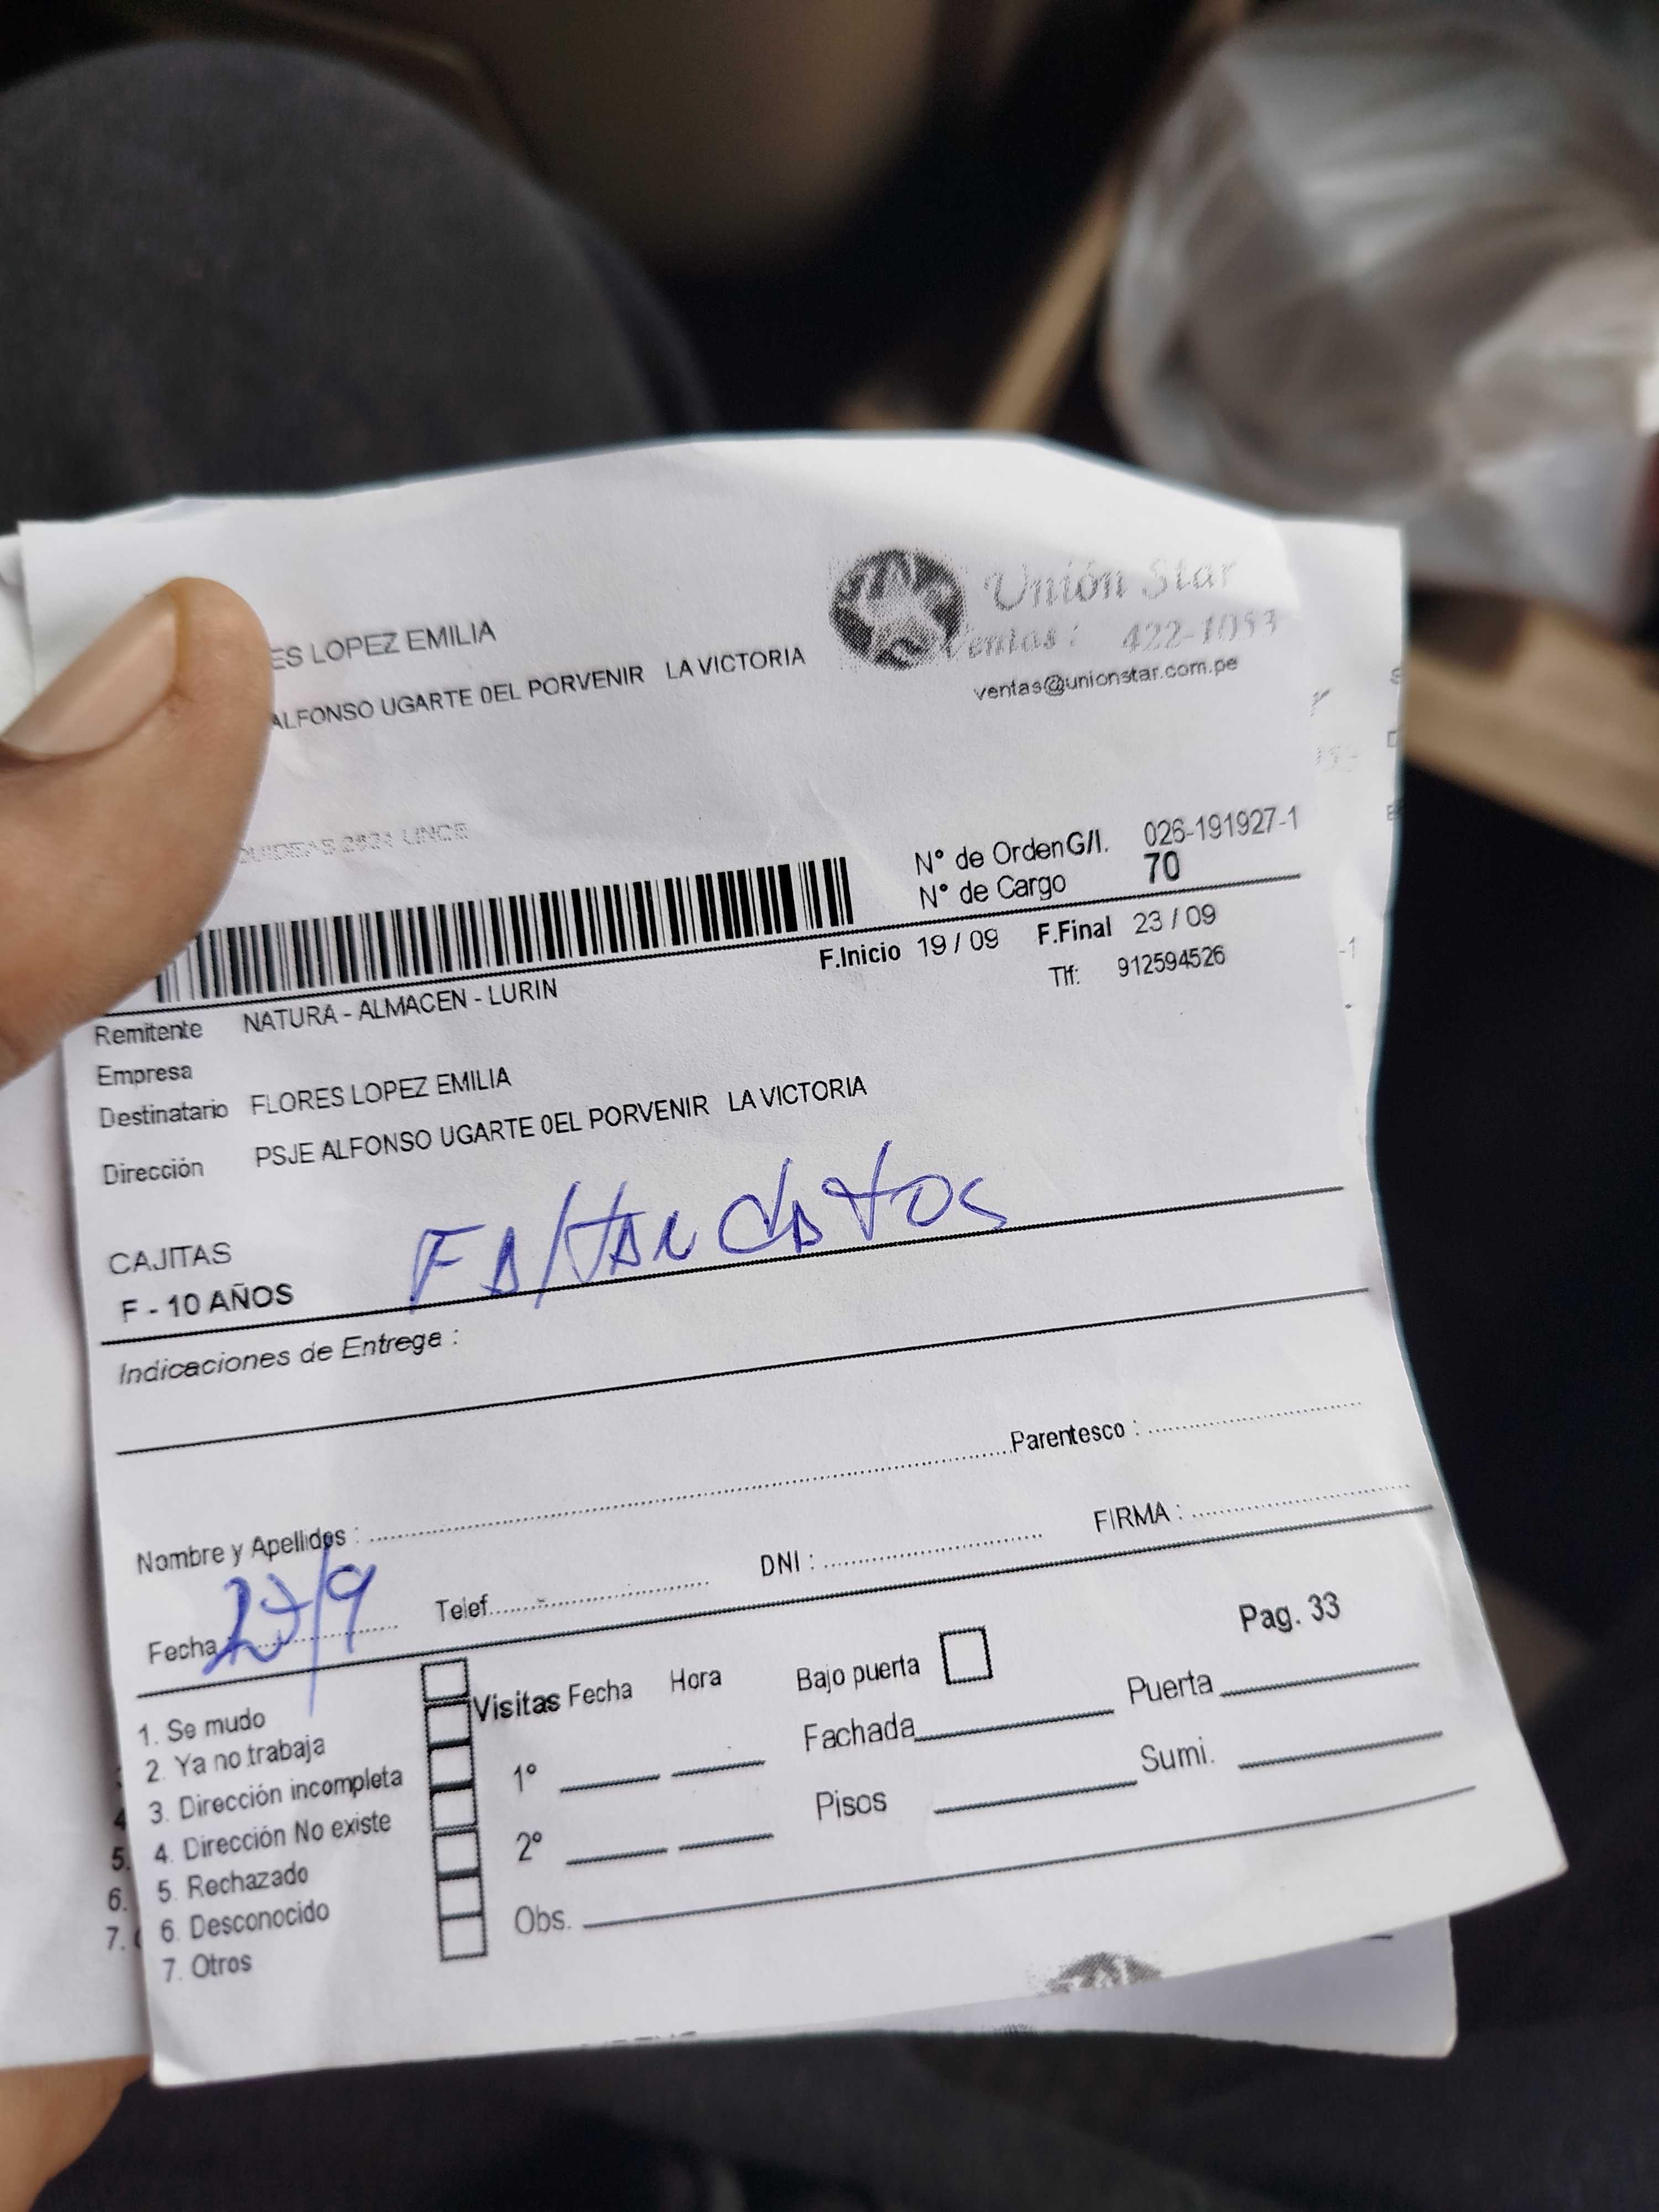 ES LOPEZ EMILIA
ALFONSO UGARTE 0EL PORVENIR LA VICTORIA
Unión Star
Ventas : 422-1053
ventas@unionstar.com.pe
LINCE
N° de Orden G/I. 026-191927-1
N° de Cargo 70
F.Inicio 19 / 09 F.Final 23 / 09
Tlf: 912594526
Remitente NATURA - ALMACEN - LURIN
Empresa
Destinatario FLORES LOPEZ EMILIA
Dirección PSJE ALFONSO UGARTE 0EL PORVENIR LA VICTORIA
CAJITAS
F - 10 AÑOS
FAltAN dAtos
Indicaciones de Entrega :
Parentesco :
Nombre y Apellidos :
Fecha Telef. DNI : FIRMA :
Pag. 33
1. Se mudo
2. Ya no trabaja
3. Dirección incompleta
4. Dirección No existe
5. Rechazado
6. Desconocido
7. Otros
Visitas Fecha Hora
1°
2°
Obs.
Bajo puerta
Fachada Puerta
Pisos Sumi.
5.
6.
7.